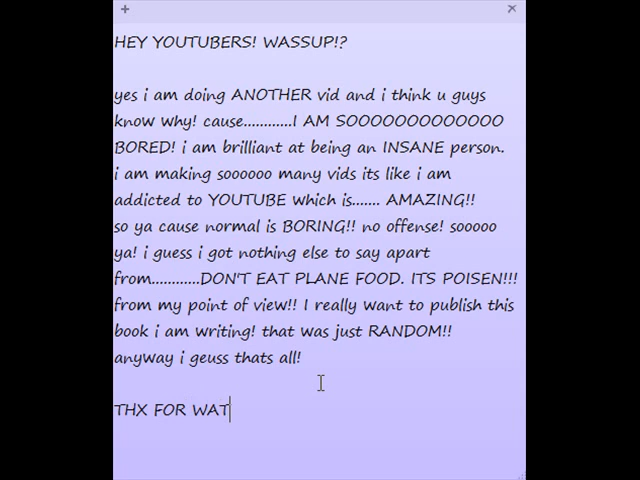 HEY YOUTUBERS! WASSUP!?
yes i am doing ANOTHER vid and i think u guys
know why! cause............I AM SOOOOOOOOOOOOO
BORED! i am brilliant at being an INSANE person.
i am making soooooo many vids its like i am
addicted to YOUTUBE which is....... AMAZING!!
so ya cause normal is BORING!! no offense! sooooo
ya! i guess i got nothing else to say apart
from............DON'T EAT PLANE FOOD. ITS POISEN!!!
from my point of view!! I really want to publish this
book i am writing! that was just RANDOM!!
anyway i geuss thats all!
THX FOR WAT